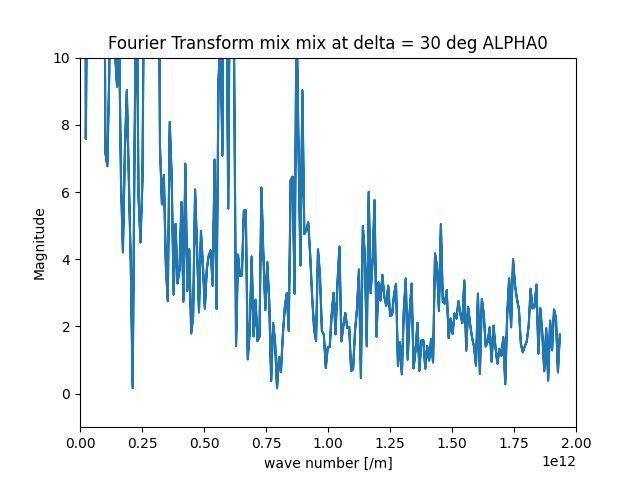 Fourier Transform mix mix at delta = 30 deg ALPHA0
10
8
6
4
2
0
Magnitude
0.00 0.25 0.50 0.75 1.00 1.25 1.50 1.75 2.00
wave number [/m]
1e12